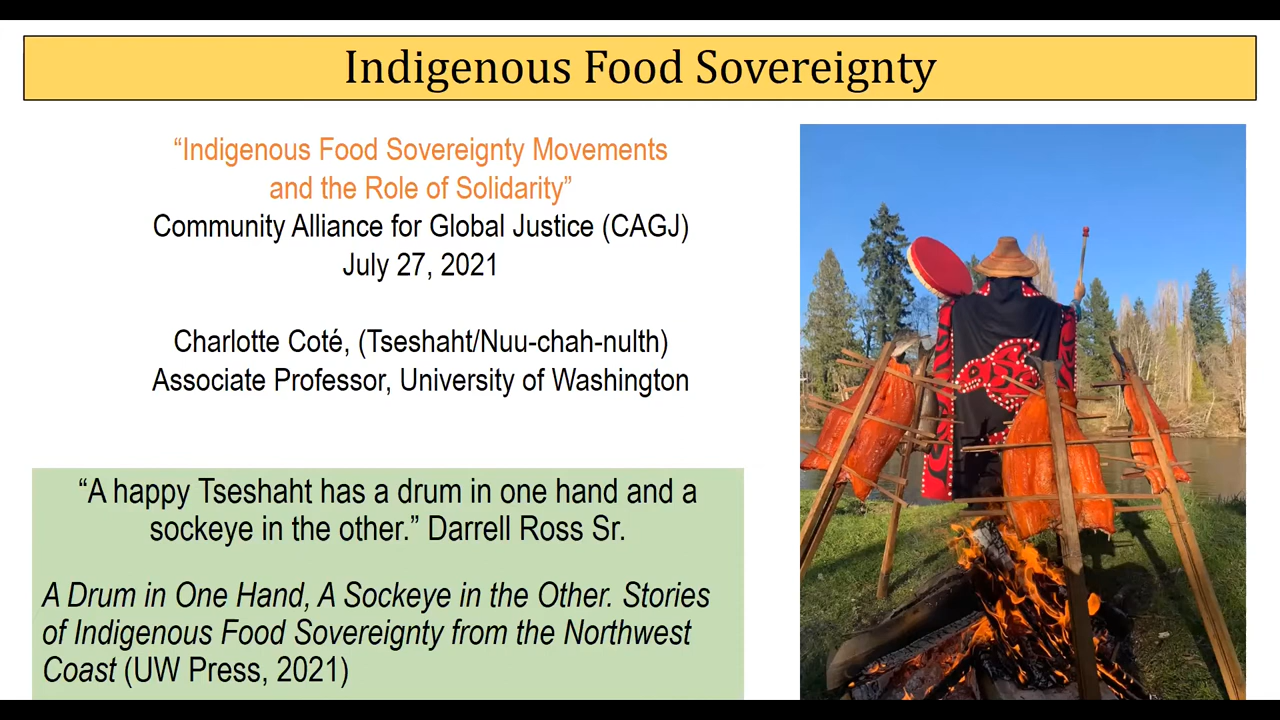 Indigenous Food Sovereignty
“Indigenous Food Sovereignty Movements
and the Role of Solidarity”
Community Alliance for Global Justice (CAGJ)
July 27, 2021
Charlotte Coté, (Tseshaht/Nuu-chah-nulth)
Associate Professor, University of Washington
“A happy Tseshaht has a drum in one hand and a
sockeye in the other.” Darrell Ross Sr.
A Drum in One Hand, A Sockeye in the Other. Stories
of Indigenous Food Sovereignty from the Northwest
Coast (UW Press, 2021)